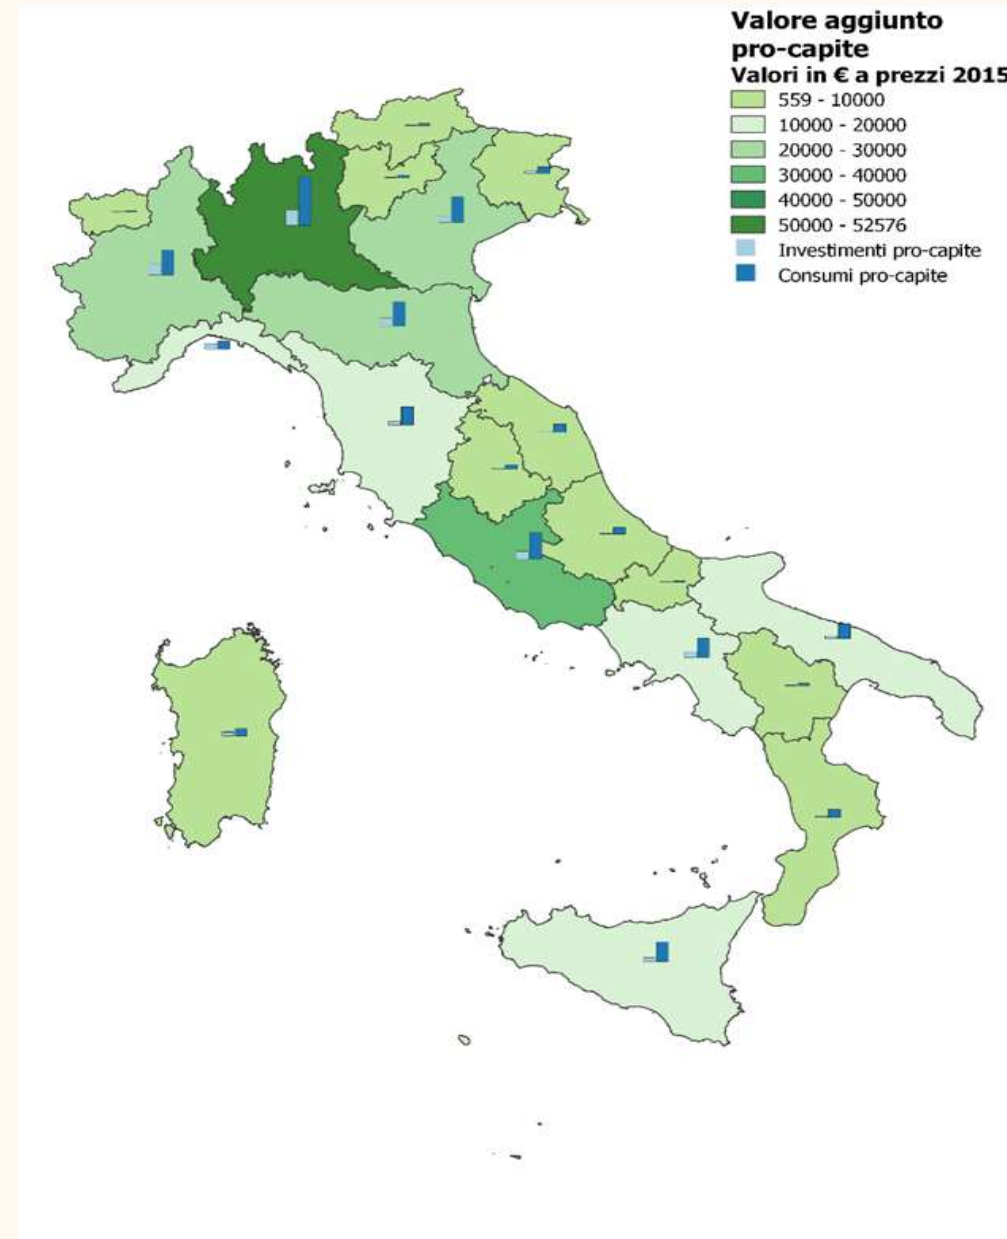 Valore aggiunto
pro-capite
Valori in € a prezzi 2015
559 - 10000
10000 - 20000
20000 - 30000
30000 - 40000
40000 - 50000
50000 - 52576
Investimenti pro-capite
Consumi pro-capite